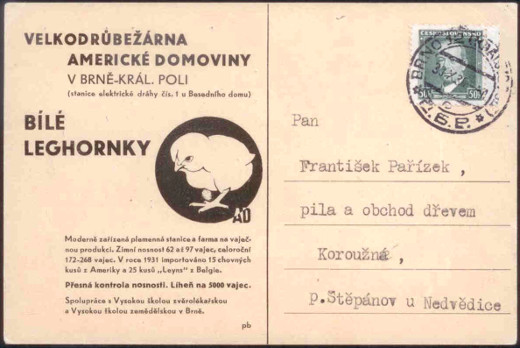 VELKODRŮBEŽÁRNA
AMERICKÉ DOMOVINY
V BRNĚ-KRÁL. POLI
(stanice elektrické dráhy čís. 1 u Besedního domu)
BÍLÉ
LEGHORNKY
AD
Moderně zařízená plamenná stanice a farma na vaječ-
nou produkci. Zimní nosnost 62 až 97 vajec, celoroční
172-268 vajec. V roce 1931 importováno 15 chovných
kusů z Ameriky a 25 kusů „Leyns" z Belgie.
Přesná kontrola nosnosti. Líheň na 5000 vajec.
Spolupráce s Vysokou školou zvěrolékařskou
a Vysokou školou zemědělskou v Brně.
pb
ČESKOSLOVENSKO
50h 50h
BRNO
Pan
František Pařízek ,
pila a obchod dřevem
Koroužná,
p.Štěpánov u Nedvědice